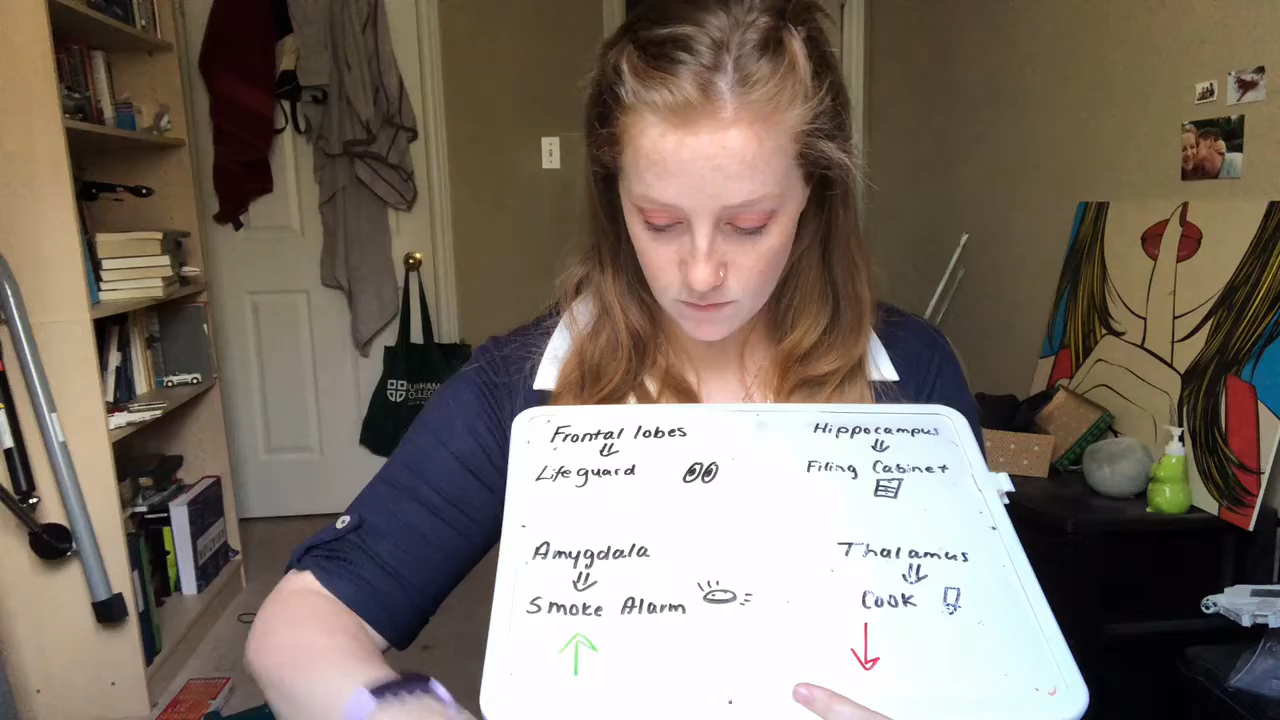 Frontal lobes
Lifeguard
Hippocampus
Filing Cabinet
Amygdala
Smoke Alarm
Thalamus
Cook